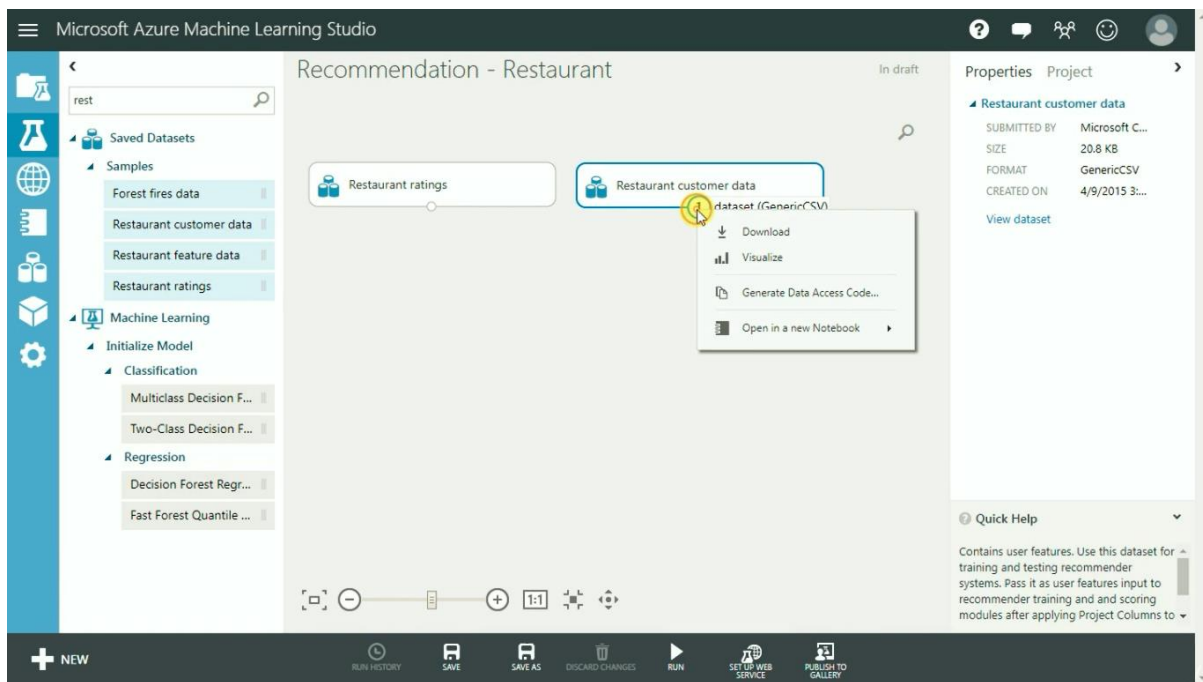 Microsoft Azure Machine Learning Studio
rest
Saved Datasets
Samples
Forest fires data
Restaurant customer data
Restaurant feature data
Restaurant ratings
Machine Learning
Initialize Model
Classification
Multiclass Decision F...
Two-Class Decision F...
Regression
Decision Forest Regr...
Fast Forest Quantile ...
Recommendation - Restaurant
In draft
Restaurant ratings
Restaurant customer data
dataset (GenericCSV)
Download
Visualize
Generate Data Access Code...
Open in a new Notebook
1:1
Properties Project
Restaurant customer data
SUBMITTED BY Microsoft C...
SIZE 20.8 KB
FORMAT GenericCSV
CREATED ON 4/9/2015 3:...
View dataset
Quick Help
Contains user features. Use this dataset for
training and testing recommender
systems. Pass it as user features input to
recommender training and and scoring
modules after applying Project Columns to
NEW
RUN HISTORY
SAVE
SAVE AS
DISCARD CHANGES
RUN
SET UP WEB
SERVICE
PUBLISH TO
GALLERY